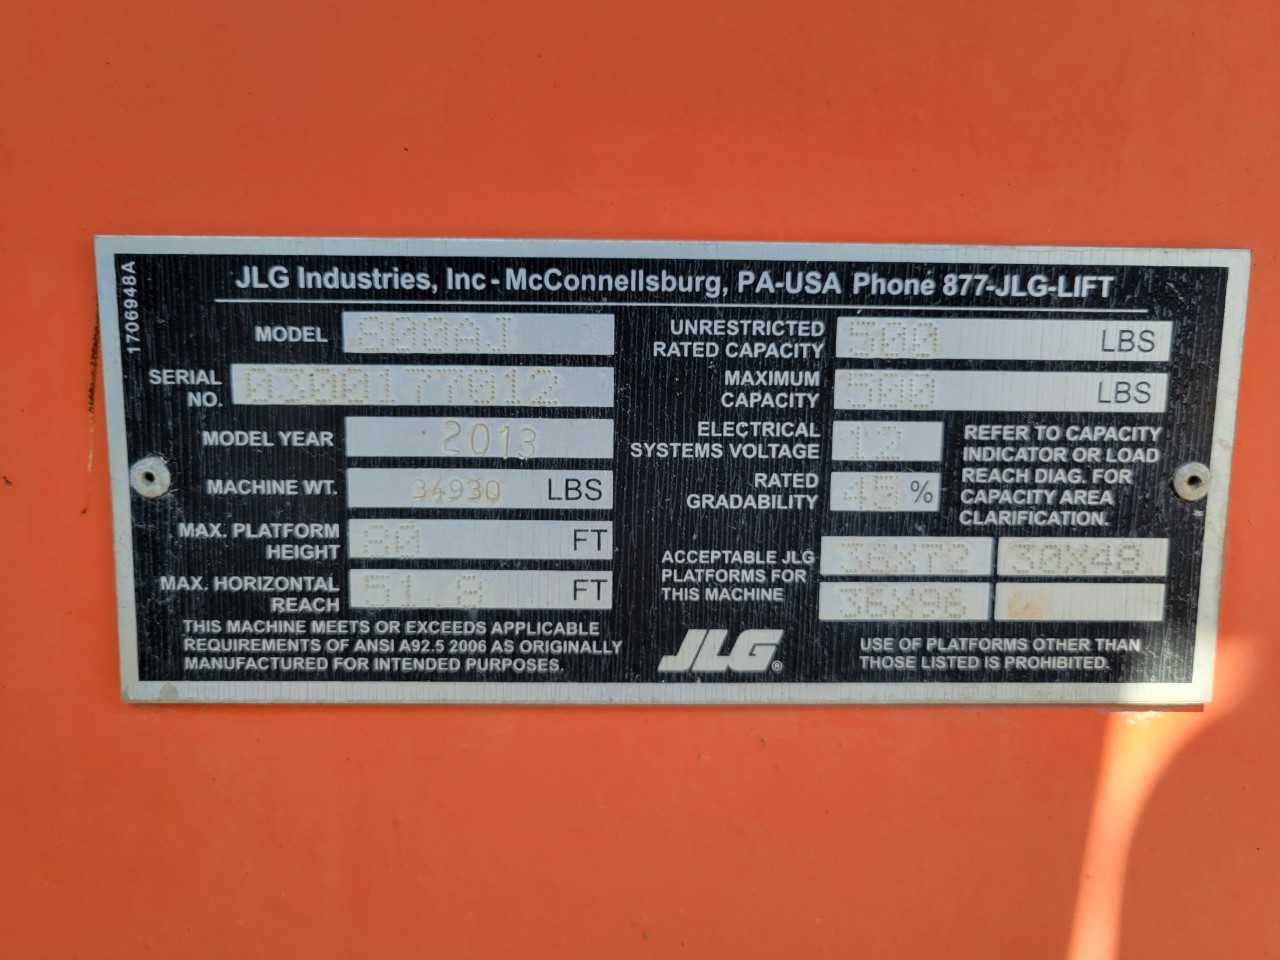 1706948A
JLG Industries, Inc - McConnellsburg, PA-USA Phone 877-JLG-LIFT
MODEL 800AJ
SERIAL NO. 0300177012
MODEL YEAR 2013
MACHINE WT. 34930 LBS
MAX. PLATFORM HEIGHT 80 FT
MAX. HORIZONTAL REACH 51.8 FT
THIS MACHINE MEETS OR EXCEEDS APPLICABLE
REQUIREMENTS OF ANSI A92.5 2006 AS ORIGINALLY
MANUFACTURED FOR INTENDED PURPOSES.
UNRESTRICTED RATED CAPACITY 500 LBS
MAXIMUM CAPACITY 500 LBS
ELECTRICAL SYSTEMS VOLTAGE 12
RATED GRADABILITY 45 %
REFER TO CAPACITY
INDICATOR OR LOAD
REACH DIAG. FOR
CAPACITY AREA
CLARIFICATION.
ACCEPTABLE JLG
PLATFORMS FOR
THIS MACHINE
36X72 30X48
36X96
JLG®
USE OF PLATFORMS OTHER THAN
THOSE LISTED IS PROHIBITED.